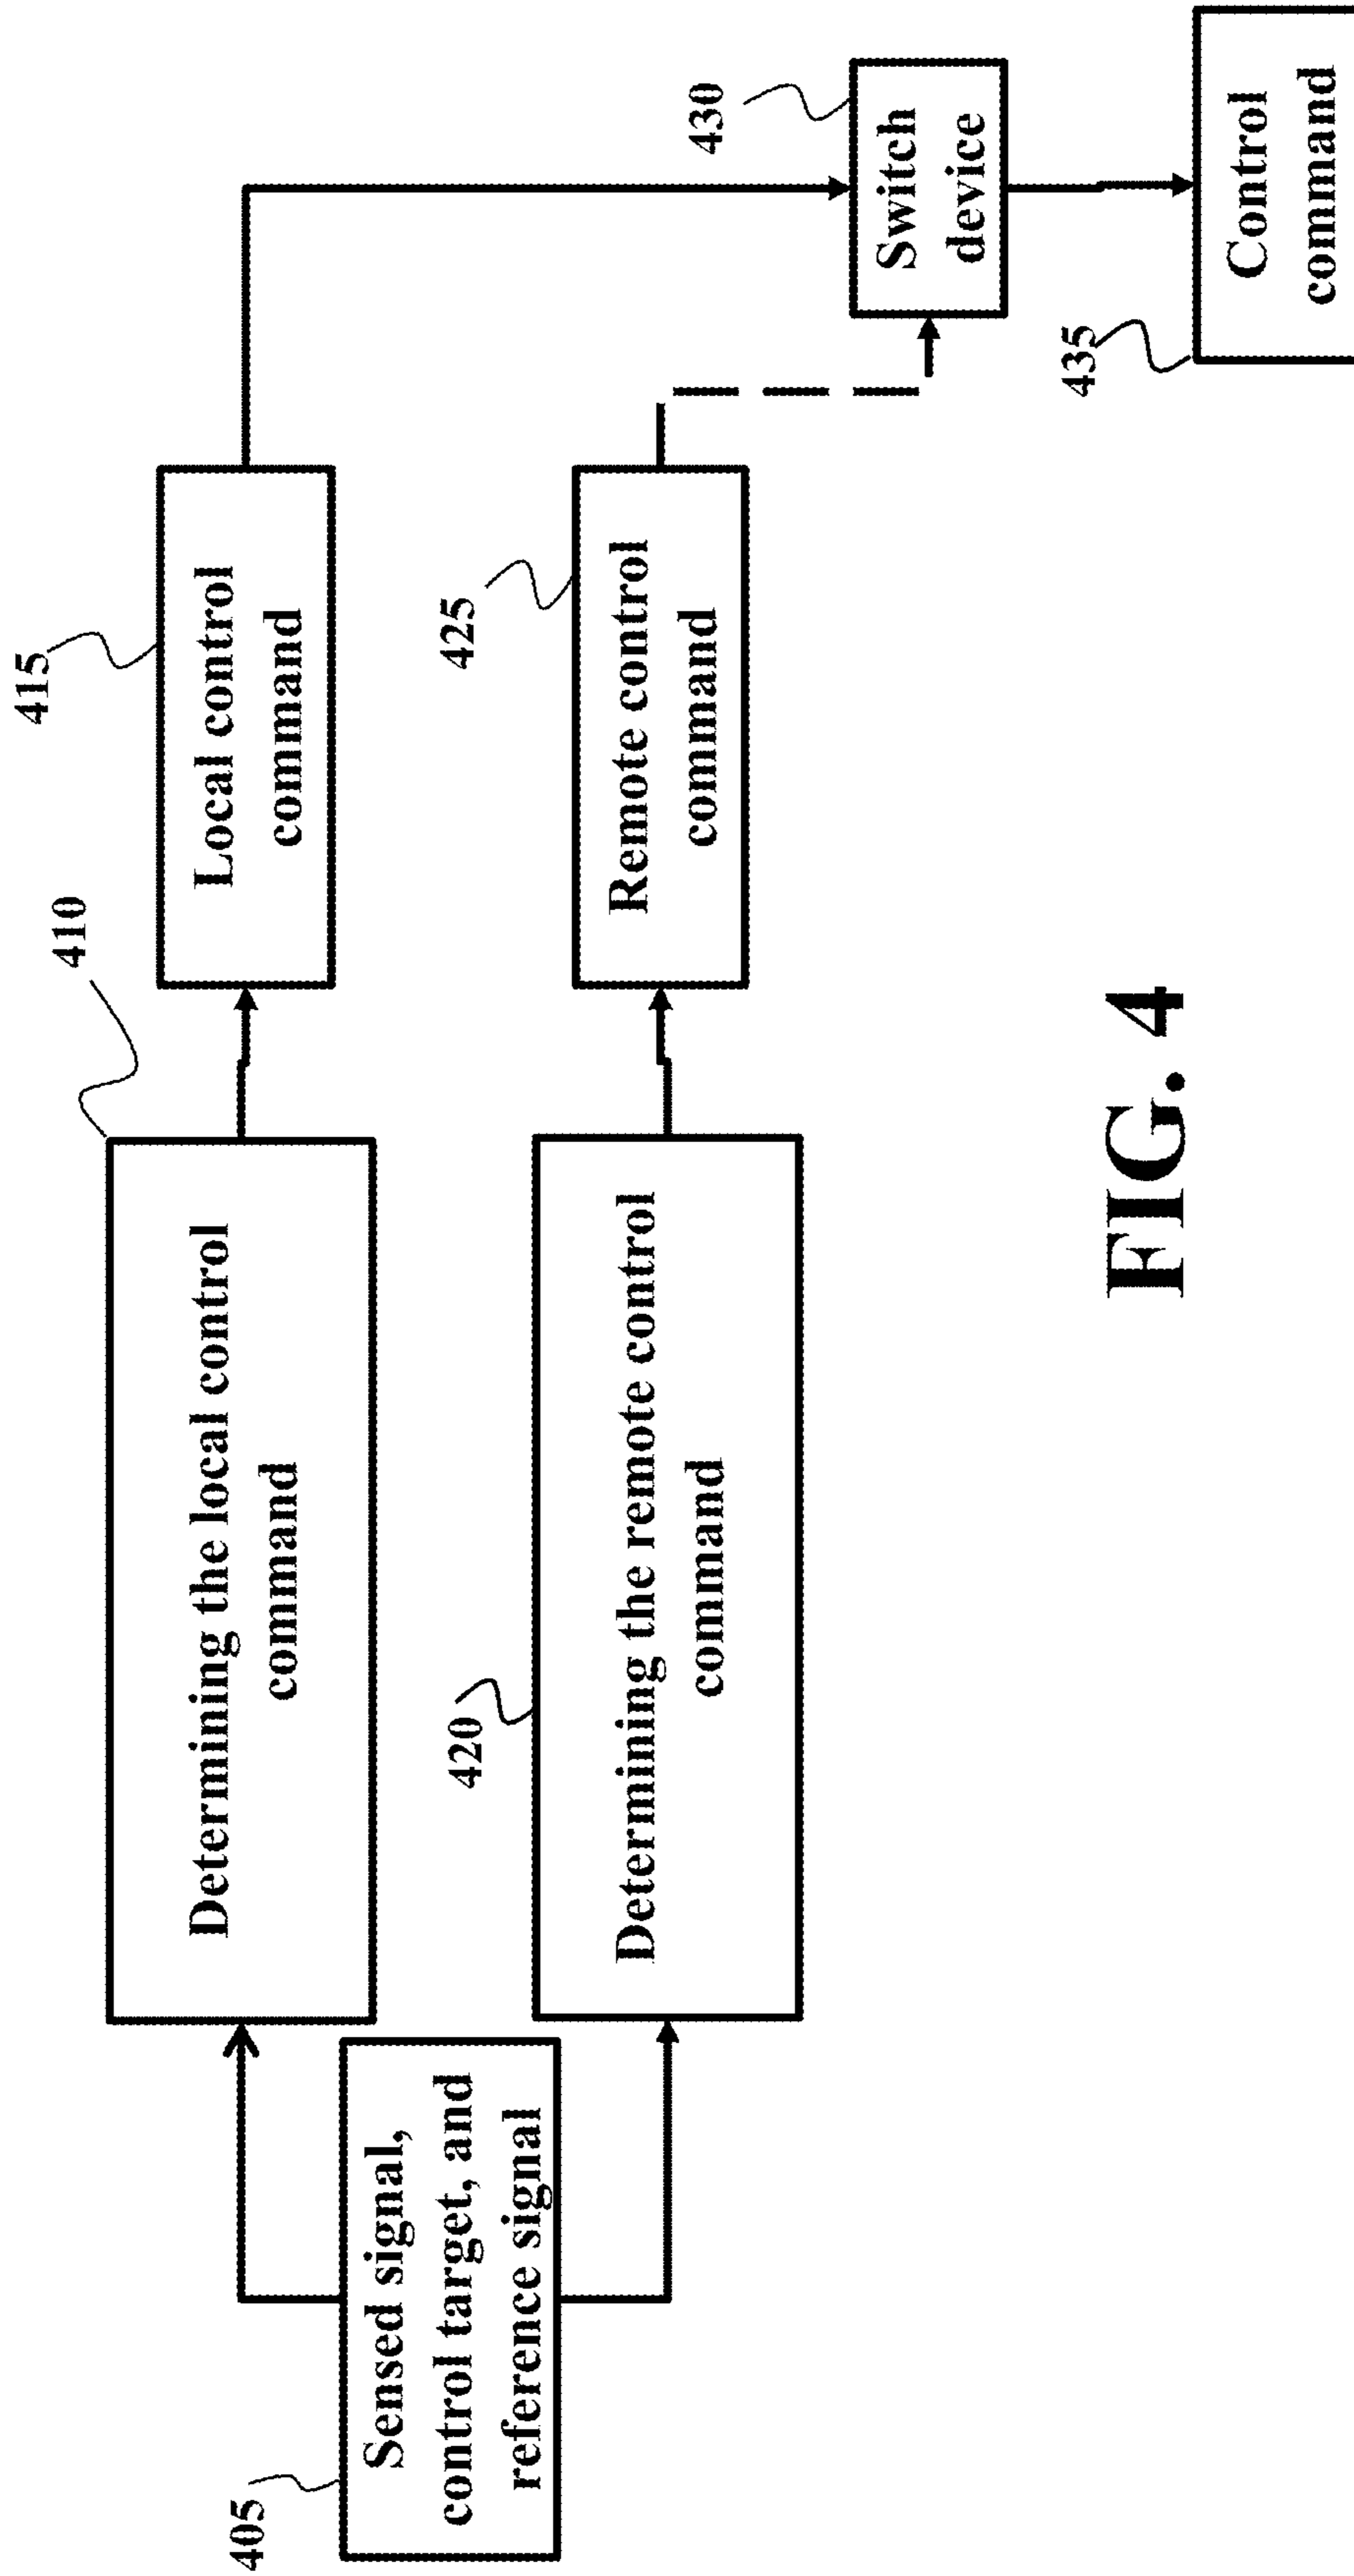 405
Sensed signal,
control target, and
reference signal
410
Determining the local control
command
415
Local control
command
420
Determining the remote control
command
425
Remote control
command
430
Switch
device
435
Control
command
FIG. 4